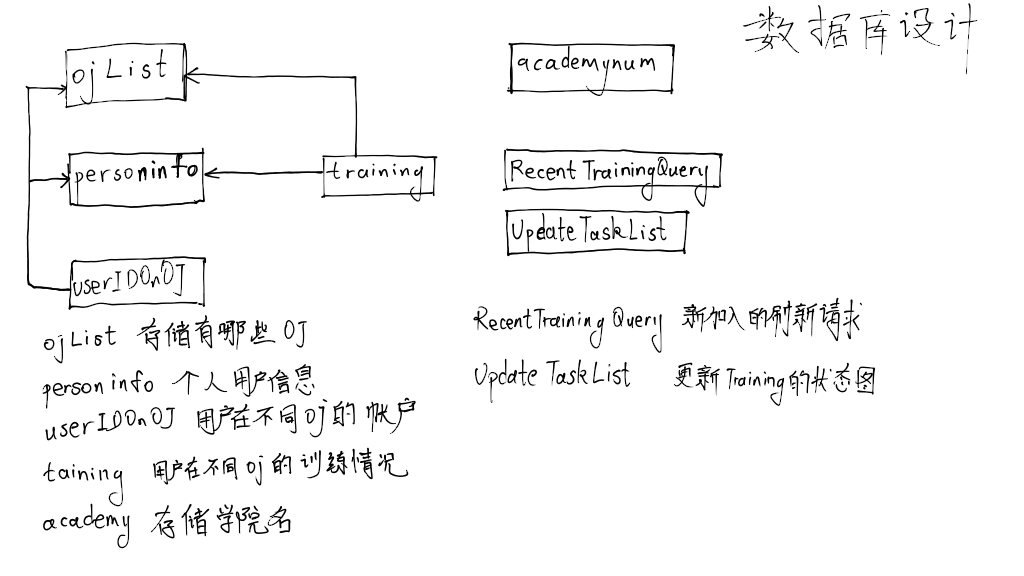 数据库设计
ojList
academynum
personinfo
training
RecentTrainingQuery
UpdateTaskList
userIDOnOJ
ojList 存储有哪些OJ
personinfo 个人用户信息
userIDOnOJ 用户在不同oj的帐户
taining 用户在不同oj的训练情况
academy 存储学院名
RecentTraining Query 新加入的刷新请求
Update TaskList 更新Training的状态图